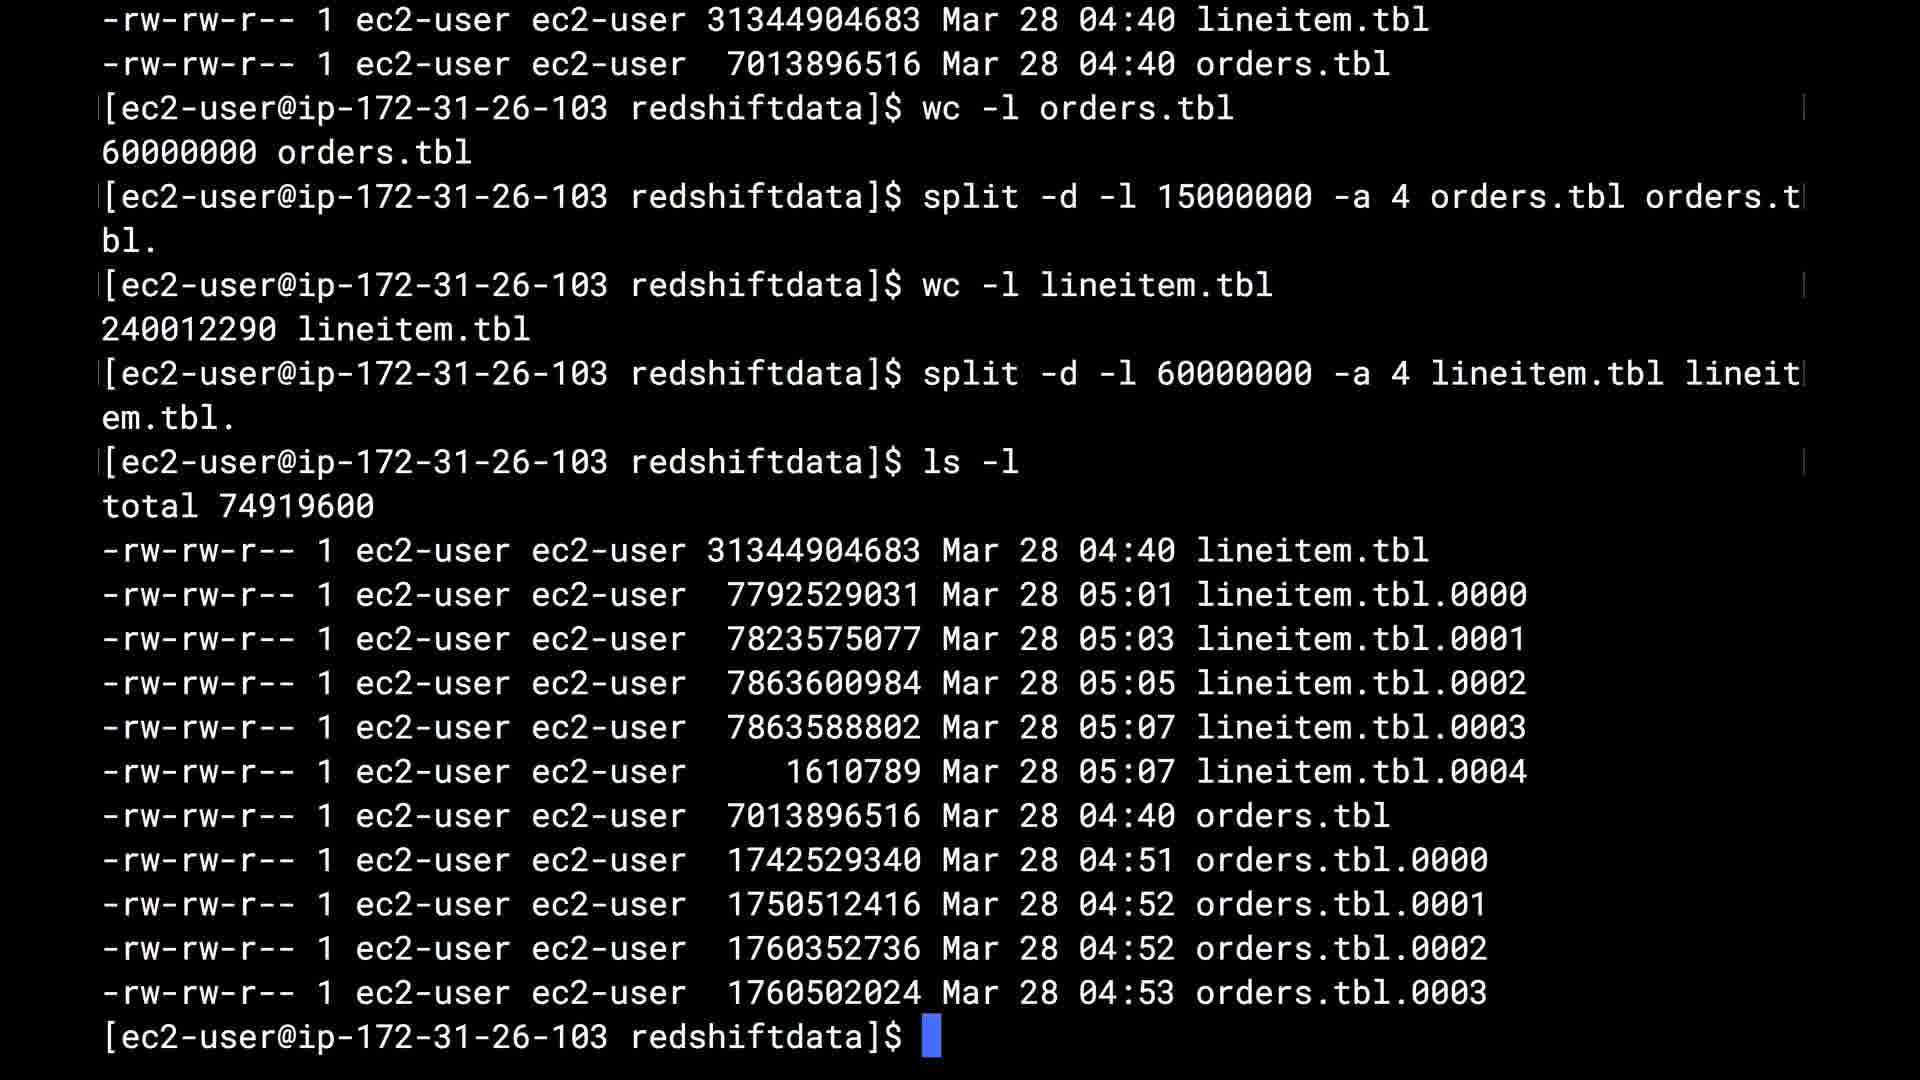 -rw-rw-r-- 1 ec2-user ec2-user 31344904683 Mar 28 04:40 lineitem.tbl
-rw-rw-r-- 1 ec2-user ec2-user  7013896516 Mar 28 04:40 orders.tbl
[ec2-user@ip-172-31-26-103 redshiftdata]$ wc -l orders.tbl
60000000 orders.tbl
[ec2-user@ip-172-31-26-103 redshiftdata]$ split -d -l 15000000 -a 4 orders.tbl orders.t
bl.
[ec2-user@ip-172-31-26-103 redshiftdata]$ wc -l lineitem.tbl
240012290 lineitem.tbl
[ec2-user@ip-172-31-26-103 redshiftdata]$ split -d -l 60000000 -a 4 lineitem.tbl lineit
em.tbl.
[ec2-user@ip-172-31-26-103 redshiftdata]$ ls -l
total 74919600
-rw-rw-r-- 1 ec2-user ec2-user 31344904683 Mar 28 04:40 lineitem.tbl
-rw-rw-r-- 1 ec2-user ec2-user  7792529031 Mar 28 05:01 lineitem.tbl.0000
-rw-rw-r-- 1 ec2-user ec2-user  7823575077 Mar 28 05:03 lineitem.tbl.0001
-rw-rw-r-- 1 ec2-user ec2-user  7863600984 Mar 28 05:05 lineitem.tbl.0002
-rw-rw-r-- 1 ec2-user ec2-user  7863588802 Mar 28 05:07 lineitem.tbl.0003
-rw-rw-r-- 1 ec2-user ec2-user     1610789 Mar 28 05:07 lineitem.tbl.0004
-rw-rw-r-- 1 ec2-user ec2-user  7013896516 Mar 28 04:40 orders.tbl
-rw-rw-r-- 1 ec2-user ec2-user  1742529340 Mar 28 04:51 orders.tbl.0000
-rw-rw-r-- 1 ec2-user ec2-user  1750512416 Mar 28 04:52 orders.tbl.0001
-rw-rw-r-- 1 ec2-user ec2-user  1760352736 Mar 28 04:52 orders.tbl.0002
-rw-rw-r-- 1 ec2-user ec2-user  1760502024 Mar 28 04:53 orders.tbl.0003
[ec2-user@ip-172-31-26-103 redshiftdata]$